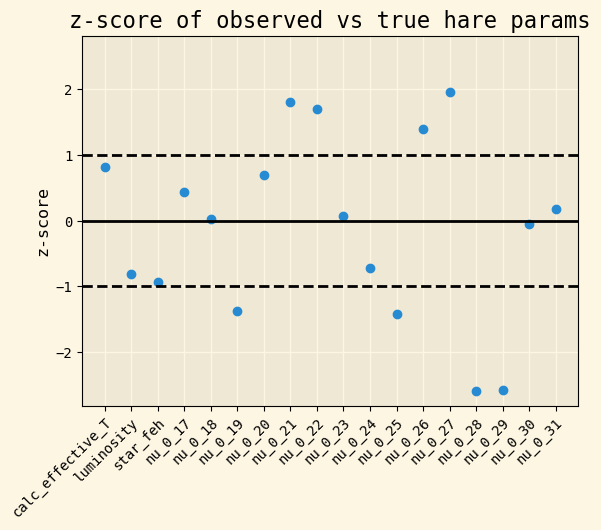 z-score of observed vs true hare params
z-score
2
1
0
−1
−2
calc_effective_T
luminosity
star_feh
nu_0_17
nu_0_18
nu_0_19
nu_0_20
nu_0_21
nu_0_22
nu_0_23
nu_0_24
nu_0_25
nu_0_26
nu_0_27
nu_0_28
nu_0_29
nu_0_30
nu_0_31